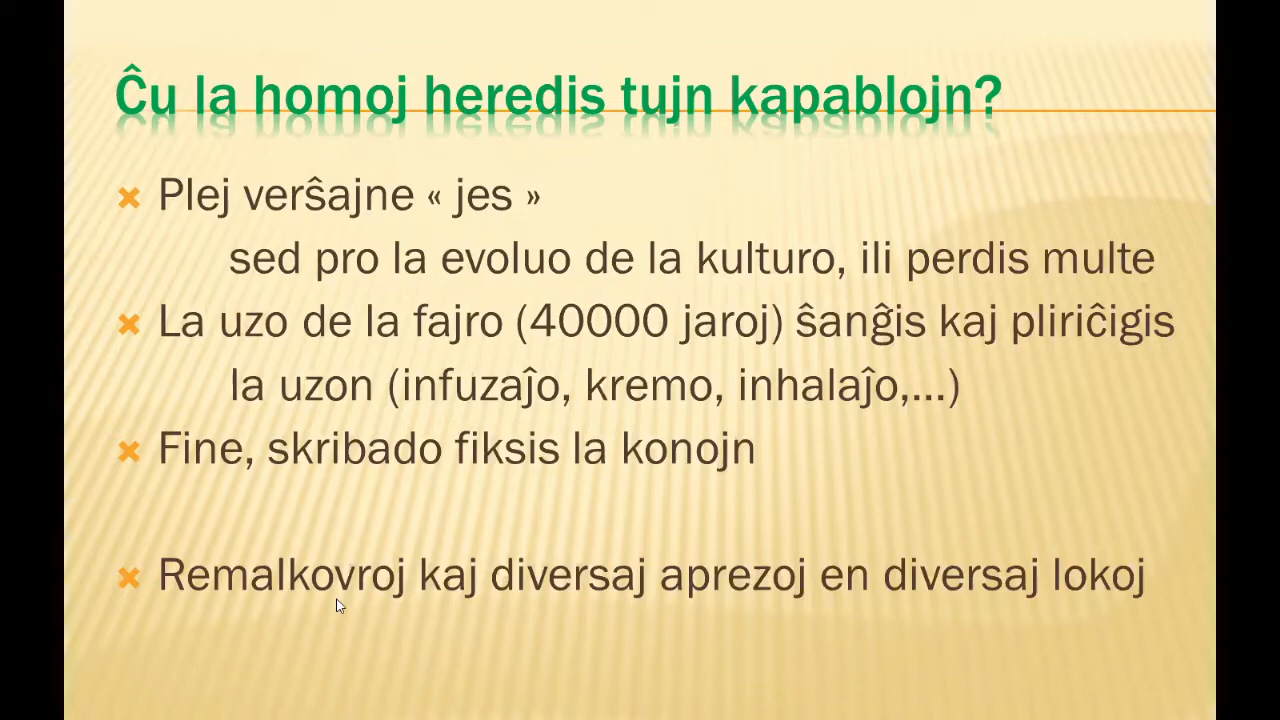 Ĉu la homoj heredis tujn kapablojn?
Plej verŝajne « jes »
sed pro la evoluo de la kulturo, ili perdis multe
La uzo de la fajro (40000 jaroj) ŝanĝis kaj pliriĉigis
la uzon (infuzaĵo, kremo, inhalaĵo,...)
Fine, skribado fiksis la konojn
Remalkovroj kaj diversaj aprezoj en diversaj lokoj